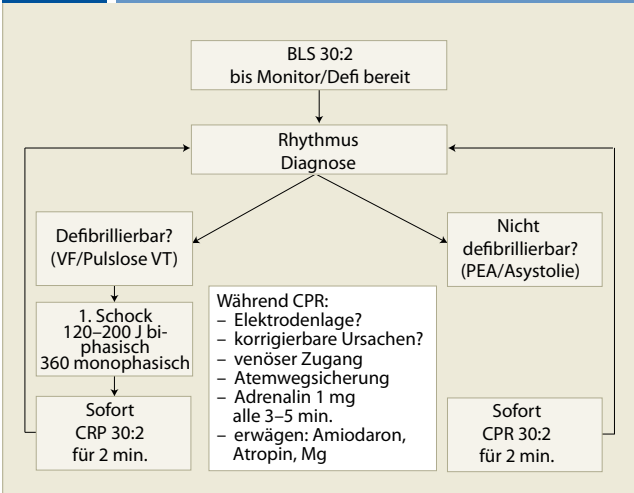 BLS 30:2
bis Monitor/Defi bereit
Rhythmus
Diagnose
Defibrillierbar?
(VF/Pulslose VT)
Nicht
defibrillierbar?
(PEA/Asystolie)
1. Schock
120–200 J bi-
phasisch
360 monophasisch
Während CPR:
– Elektrodenlage?
– korrigierbare Ursachen?
– venöser Zugang
– Atemwegsicherung
– Adrenalin 1 mg
alle 3–5 min.
– erwägen: Amiodaron,
Atropin, Mg
Sofort
CRP 30:2
für 2 min.
Sofort
CPR 30:2
für 2 min.